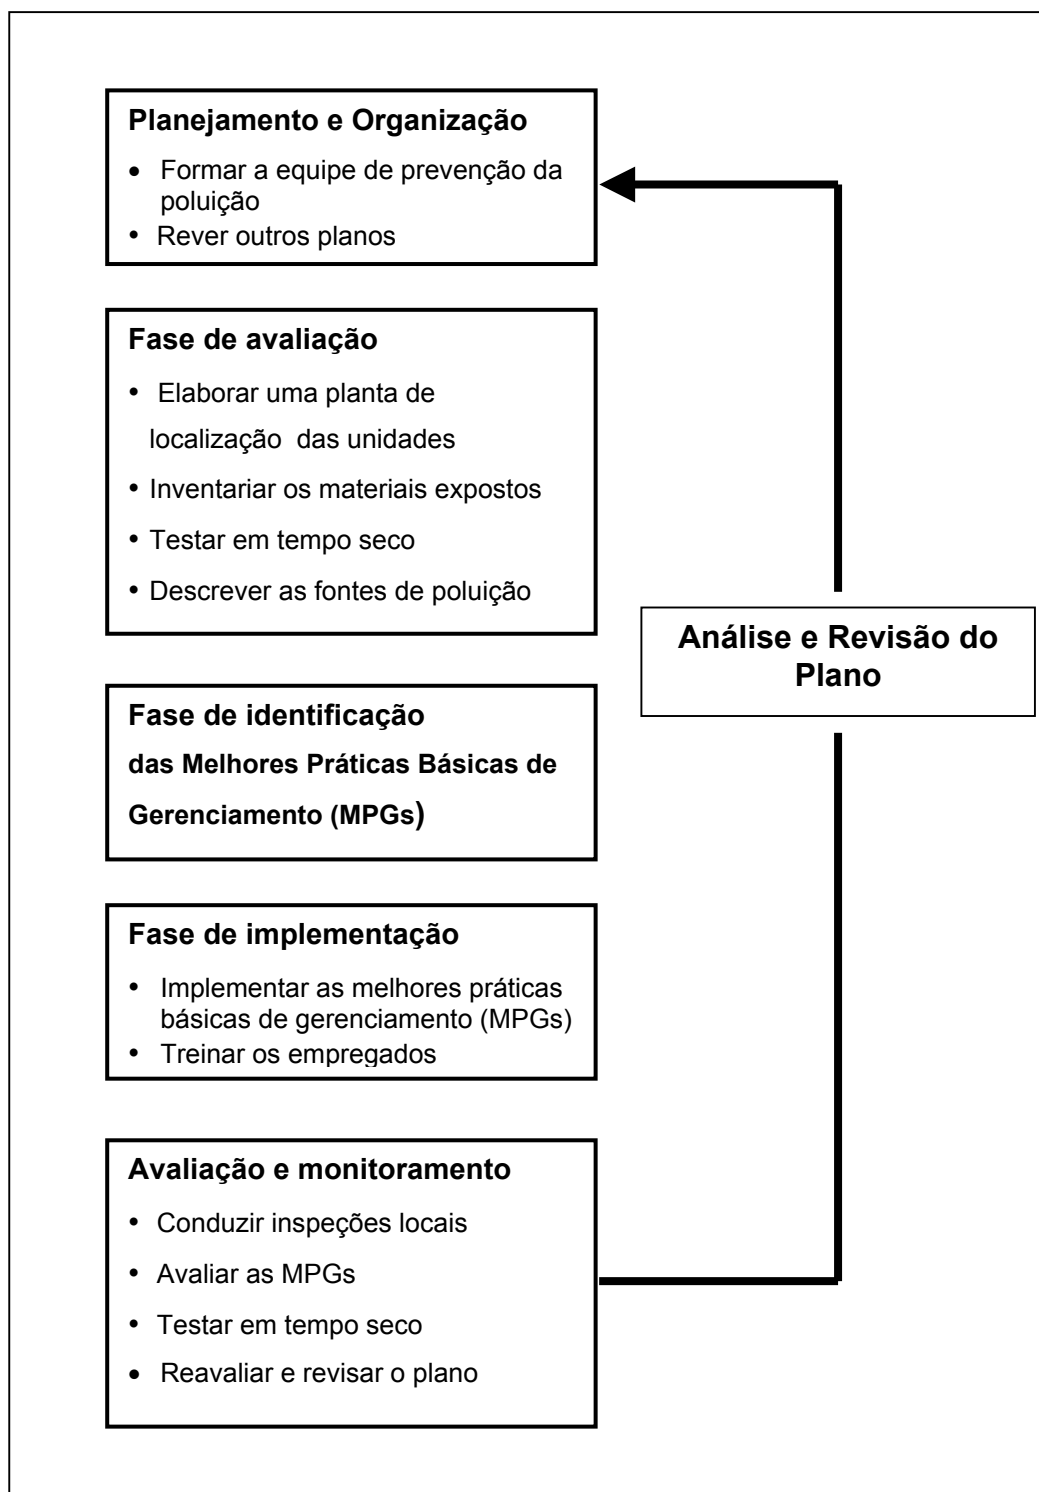 Planejamento e Organização
• Formar a equipe de prevenção da
poluição
• Rever outros planos
Fase de avaliação
• Elaborar uma planta de
localização das unidades
• Inventariar os materiais expostos
• Testar em tempo seco
• Descrever as fontes de poluição
Fase de identificação
das Melhores Práticas Básicas de
Gerenciamento (MPGs)
Fase de implementação
• Implementar as melhores práticas
básicas de gerenciamento (MPGs)
• Treinar os empregados
Avaliação e monitoramento
• Conduzir inspeções locais
• Avaliar as MPGs
• Testar em tempo seco
• Reavaliar e revisar o plano
Análise e Revisão do
Plano